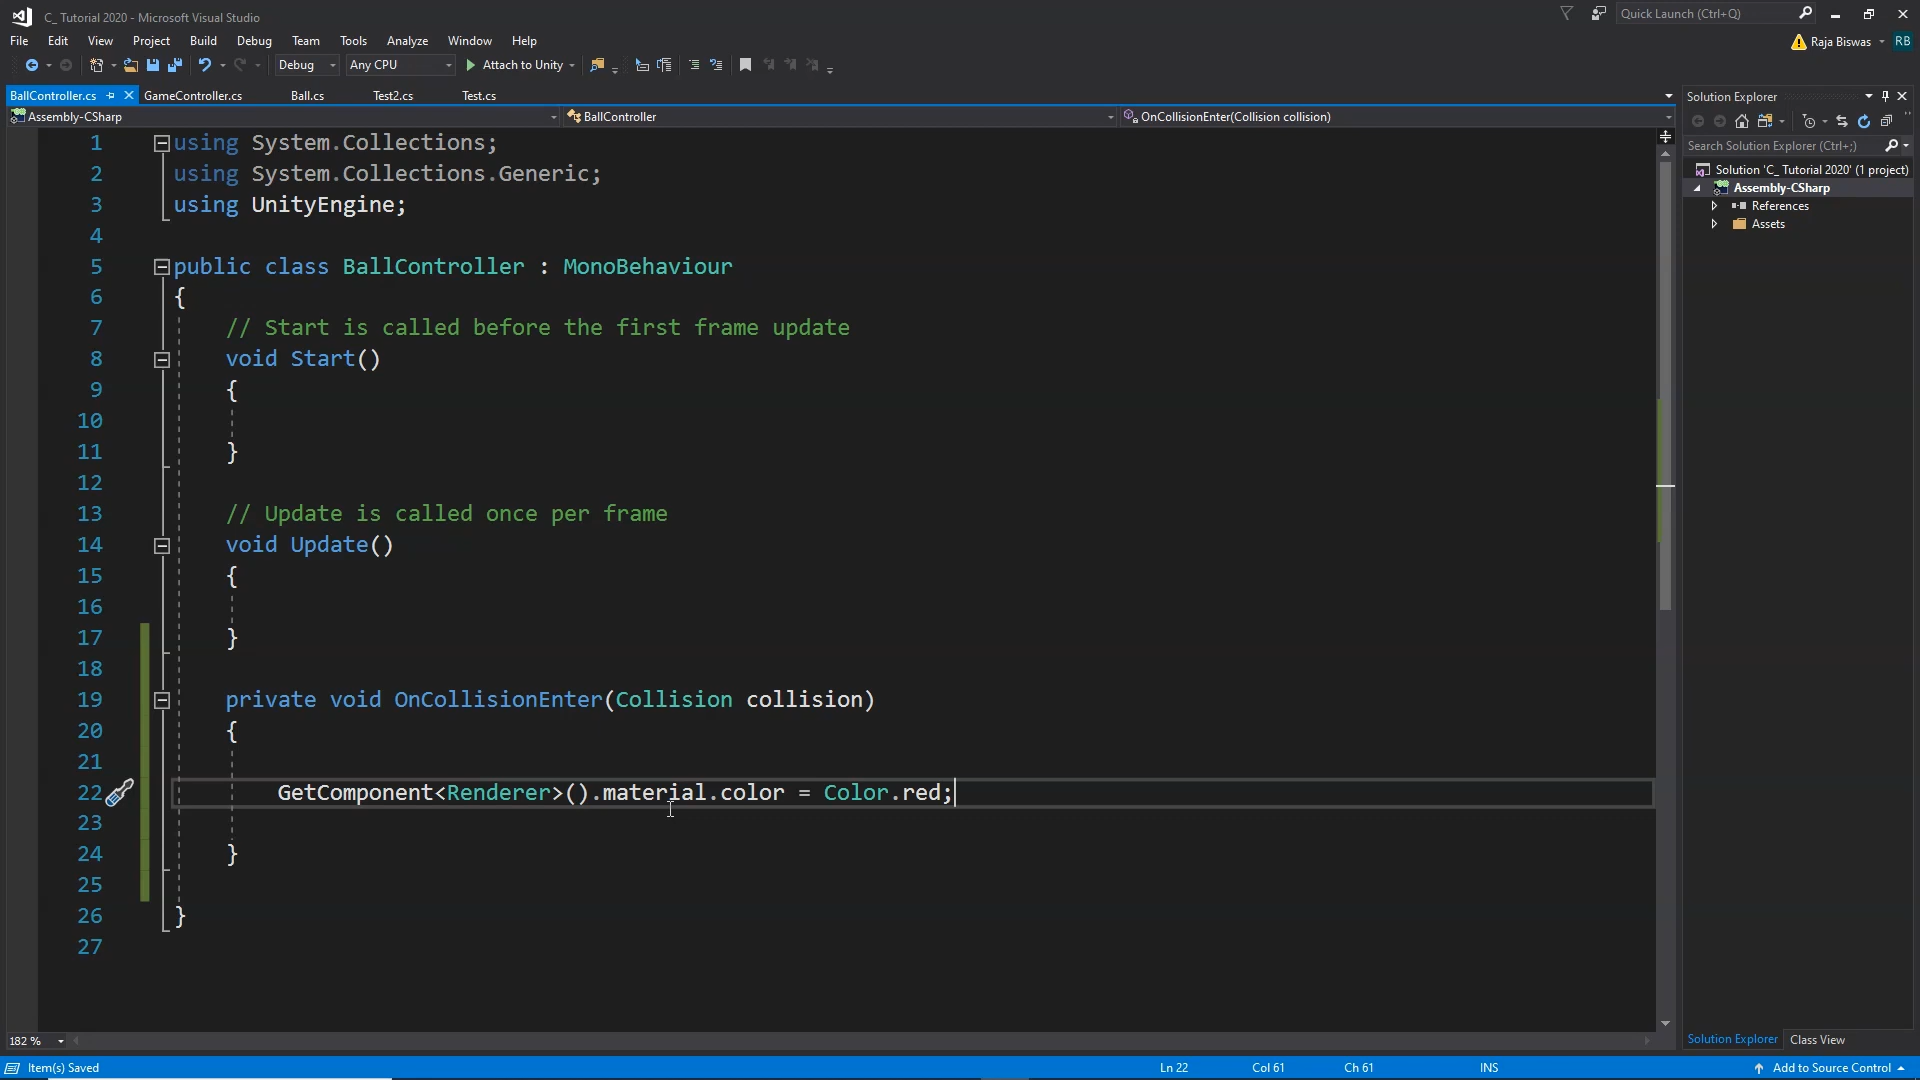 C_ Tutorial 2020 - Microsoft Visual Studio
Quick Launch (Ctrl+Q)
File Edit View Project Build Debug Team Tools Analyze Window Help
Raja Biswas RB
Debug Any CPU Attach to Unity
BallController.cs GameController.cs Ball.cs Test2.cs Test.cs
Solution Explorer
Assembly-CSharp BallController OnCollisionEnter(Collision collision)
Search Solution Explorer (Ctrl+;)
Solution 'C_ Tutorial 2020' (1 project)
Assembly-CSharp
References
Assets
1 using System.Collections;
2 using System.Collections.Generic;
3 using UnityEngine;
4
5 public class BallController : MonoBehaviour
6 {
7 // Start is called before the first frame update
8 void Start()
9 {
10
11 }
12
13 // Update is called once per frame
14 void Update()
15 {
16
17 }
18
19 private void OnCollisionEnter(Collision collision)
20 {
21
22 GetComponent<Renderer>().material.color = Color.red;
23
24 }
25
26 }
27
182 %
Solution Explorer Class View
Item(s) Saved Ln 22 Col 61 Ch 61 INS Add to Source Control